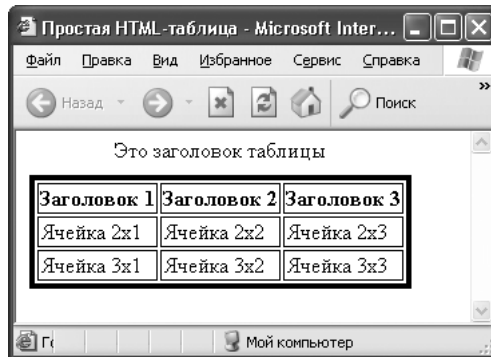 Простая HTML-таблица - Microsoft Inter...
Файл Правка Вид Избранное Сервис Справка
Назад Поиск »
Это заголовок таблицы
Заголовок 1 Заголовок 2 Заголовок 3
Ячейка 2x1 Ячейка 2x2 Ячейка 2x3
Ячейка 3x1 Ячейка 3x2 Ячейка 3x3
Мой компьютер